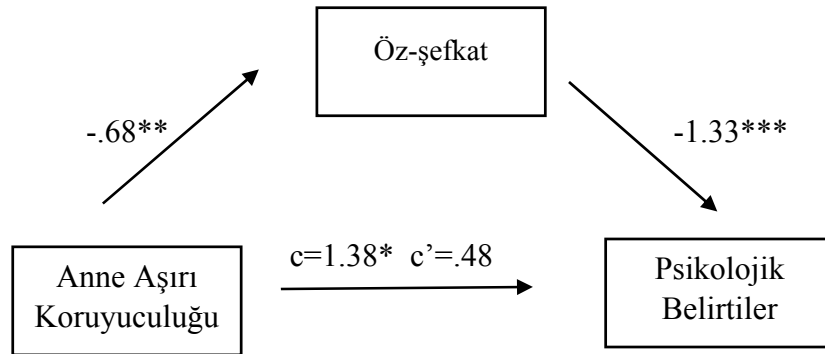 Öz-şefkat
-.68**
-1.33***
c=1.38* c’=.48
Anne Aşırı
Koruyuculuğu
Psikolojik
Belirtiler